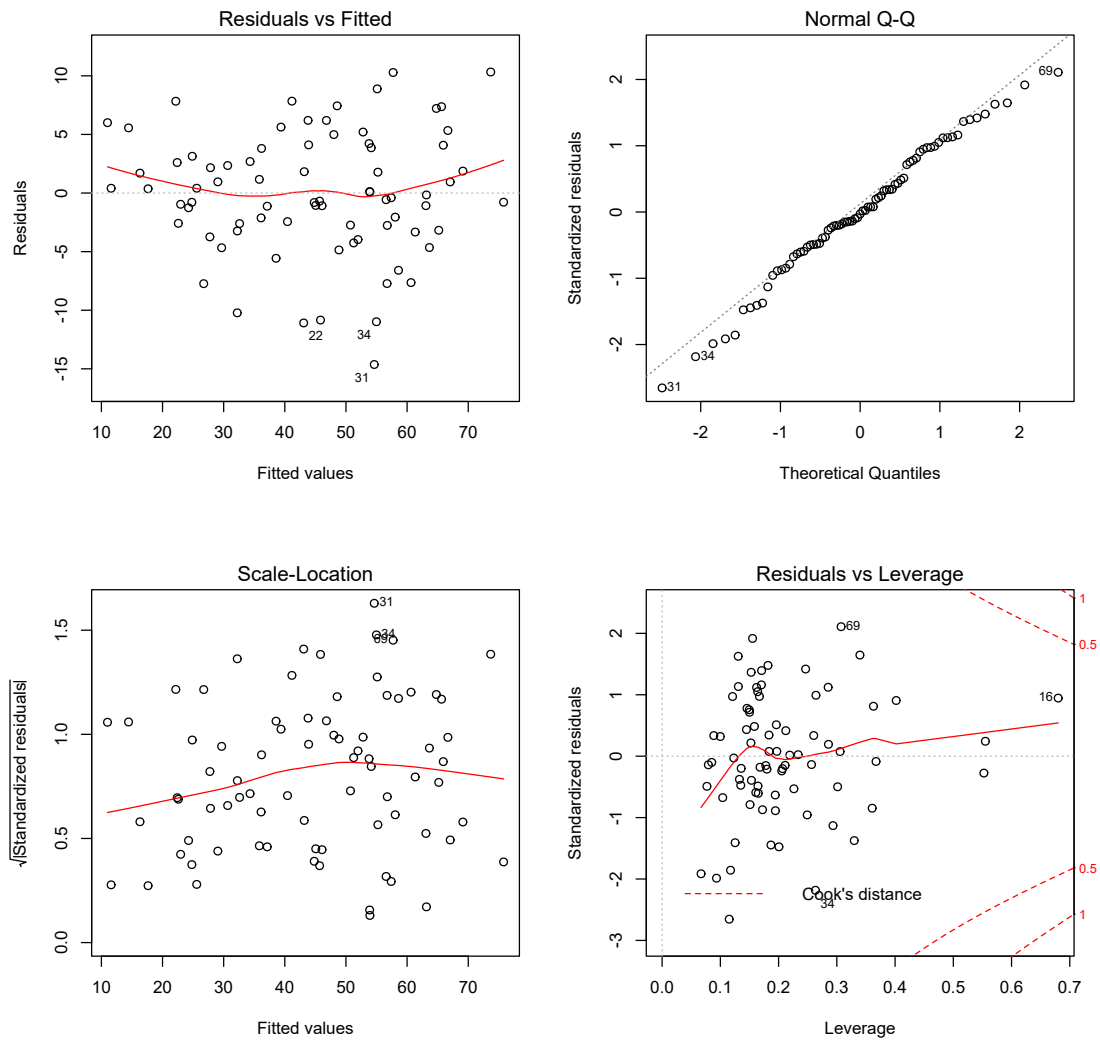 Residuals vs Fitted
Residuals
-15 -10 -5 0 5 10
22
34
31
10 20 30 40 50 60 70
Fitted values
Normal Q-Q
Standardized residuals
-2 -1 0 1 2
69
34
31
-2 -1 0 1 2
Theoretical Quantiles
Scale-Location
√|Standardized residuals|
0.0 0.5 1.0 1.5
31
34
69
10 20 30 40 50 60 70
Fitted values
Residuals vs Leverage
Standardized residuals
-3 -2 -1 0 1 2
1
0.5
69
16
0.5
Cook's distance
34
1
0.0 0.1 0.2 0.3 0.4 0.5 0.6 0.7
Leverage